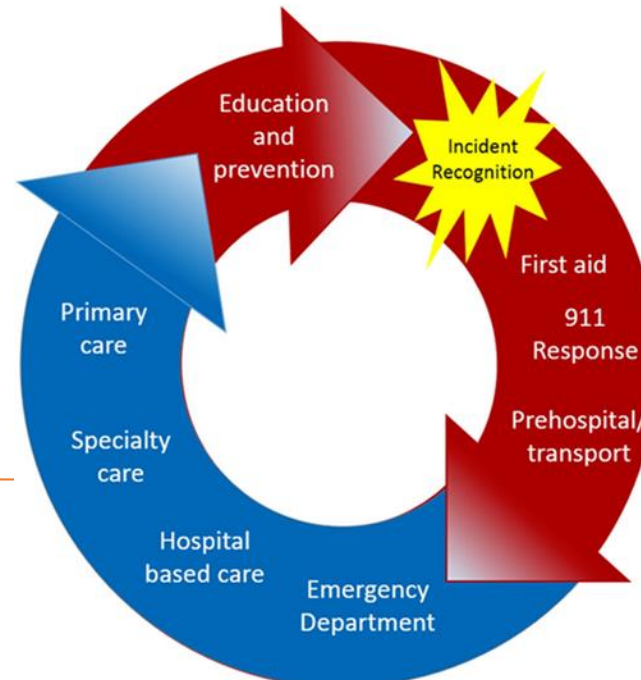 Education
and
prevention
Incident
Recognition
First aid
911
Response
Prehospital/
transport
Emergency
Department
Hospital
based care
Specialty
care
Primary
care